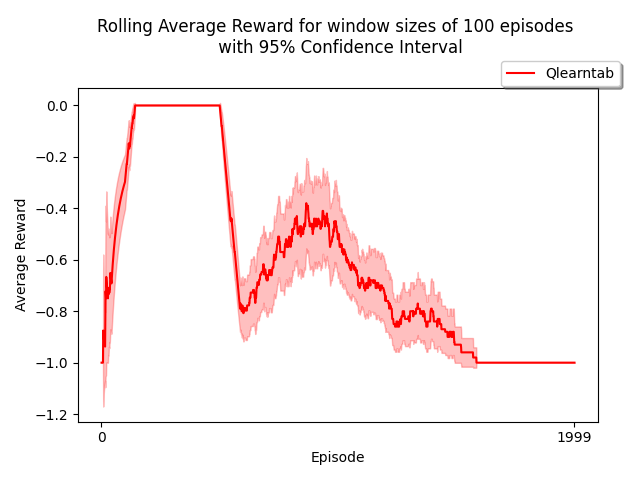 Rolling Average Reward for window sizes of 100 episodes
with 95% Confidence Interval
Qlearntab
0.0
−0.2
−0.4
−0.6
−0.8
−1.0
−1.2
Average Reward
0
1999
Episode